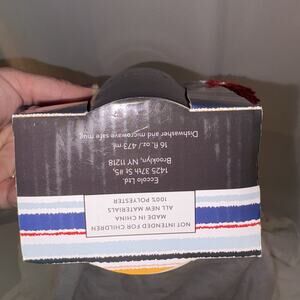 NOT INTENDED FOR CHILDREN
MADE IN CHINA
ALL NEW MATERIALS
100% POLYESTER
Eccolo Ltd.
1425 37th St #5,
Brooklyn, NY 11218
16 fl. oz./ 473 ml.
Dishwasher and microwave safe mug